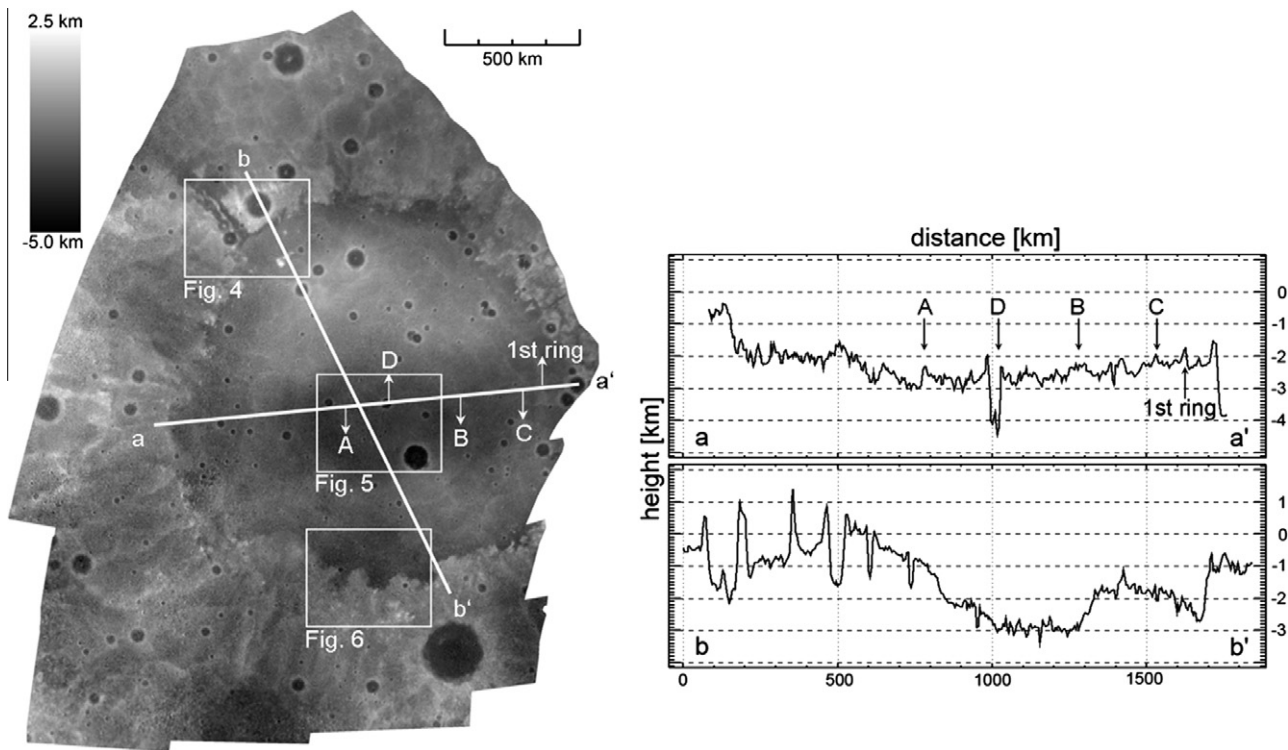 2.5 km
-5.0 km
500 km
b
Fig. 4
1st ring
D
a'
a
A
B
C
Fig. 5
b'
Fig. 6
distance [km]
height [km]
A
D
B
C
1st ring
0
-1
-2
-3
-4
a
a'
1
0
-1
-2
-3
b
b'
0
500
1000
1500